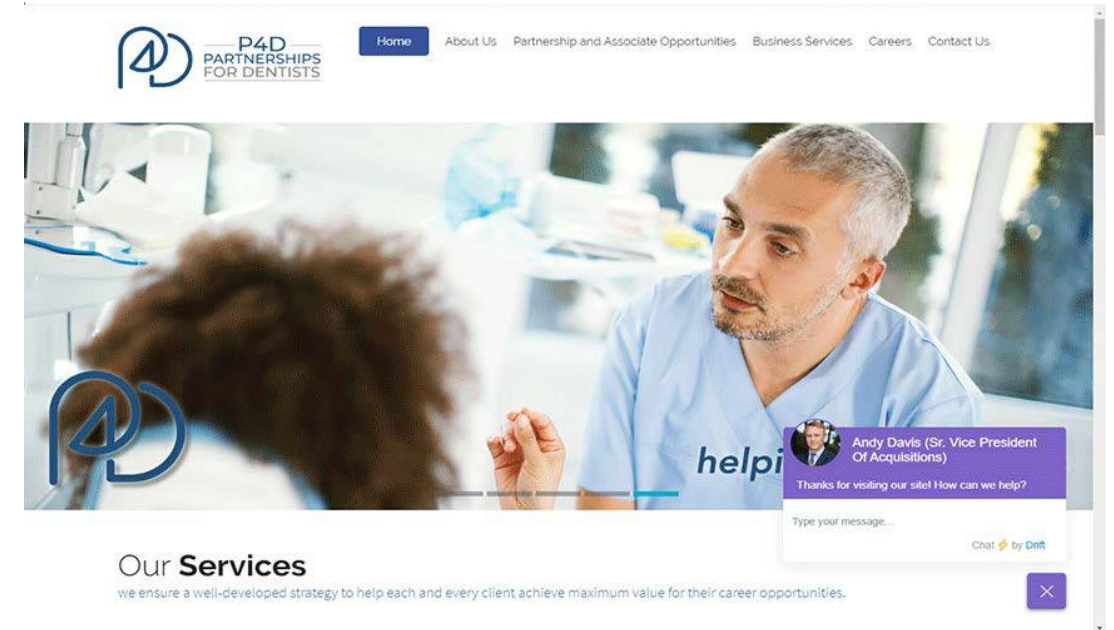 P4D
PARTNERSHIPS
FOR DENTISTS
Home About Us Partnership and Associate Opportunities Business Services Careers Contact Us
P4D
helpi
Andy Davis (Sr. Vice President
Of Acquisitions)
Thanks for visiting our site! How can we help?
Type your message...
Chat ⚡ by Drift
Our Services
we ensure a well-developed strategy to help each and every client achieve maximum value for their career opportunities.